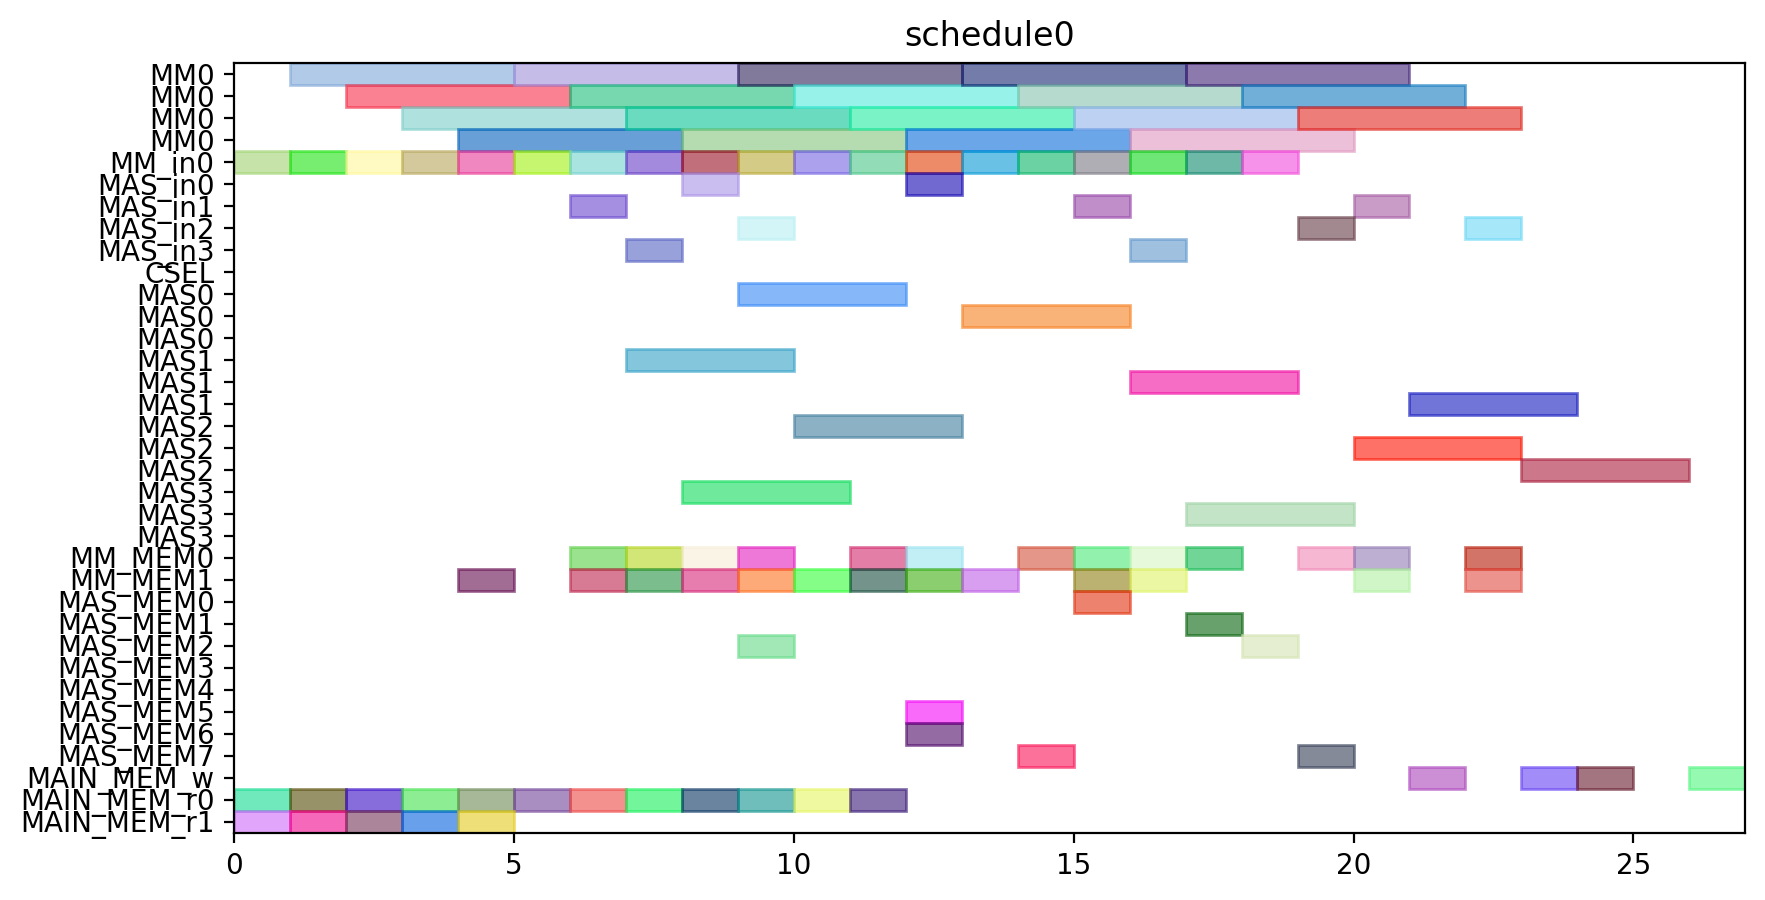 schedule0
MM0
MM0
MM0
MM0
MM_in0
MAS_in0
MAS_in1
MAS_in2
MAS_in3
CSEL
MAS0
MAS0
MAS0
MAS1
MAS1
MAS1
MAS2
MAS2
MAS2
MAS3
MAS3
MAS3
MM_MEM0
MM_MEM1
MAS_MEM0
MAS_MEM1
MAS_MEM2
MAS_MEM3
MAS_MEM4
MAS_MEM5
MAS_MEM6
MAS_MEM7
MAIN_MEM_w
MAIN_MEM_r0
MAIN_MEM_r1
0 5 10 15 20 25